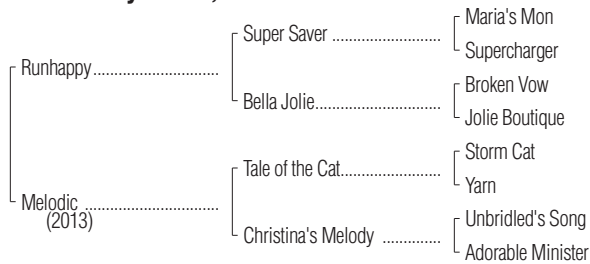 Maria's Mon
Super Saver ........................
Supercharger
Runhappy............................
Broken Vow
Bella Jolie............................
Jolie Boutique
Storm Cat
Tale of the Cat......................
Yarn
Melodic ..............................
(2013)
Unbridled's Song
Christina's Melody .............
Adorable Minister